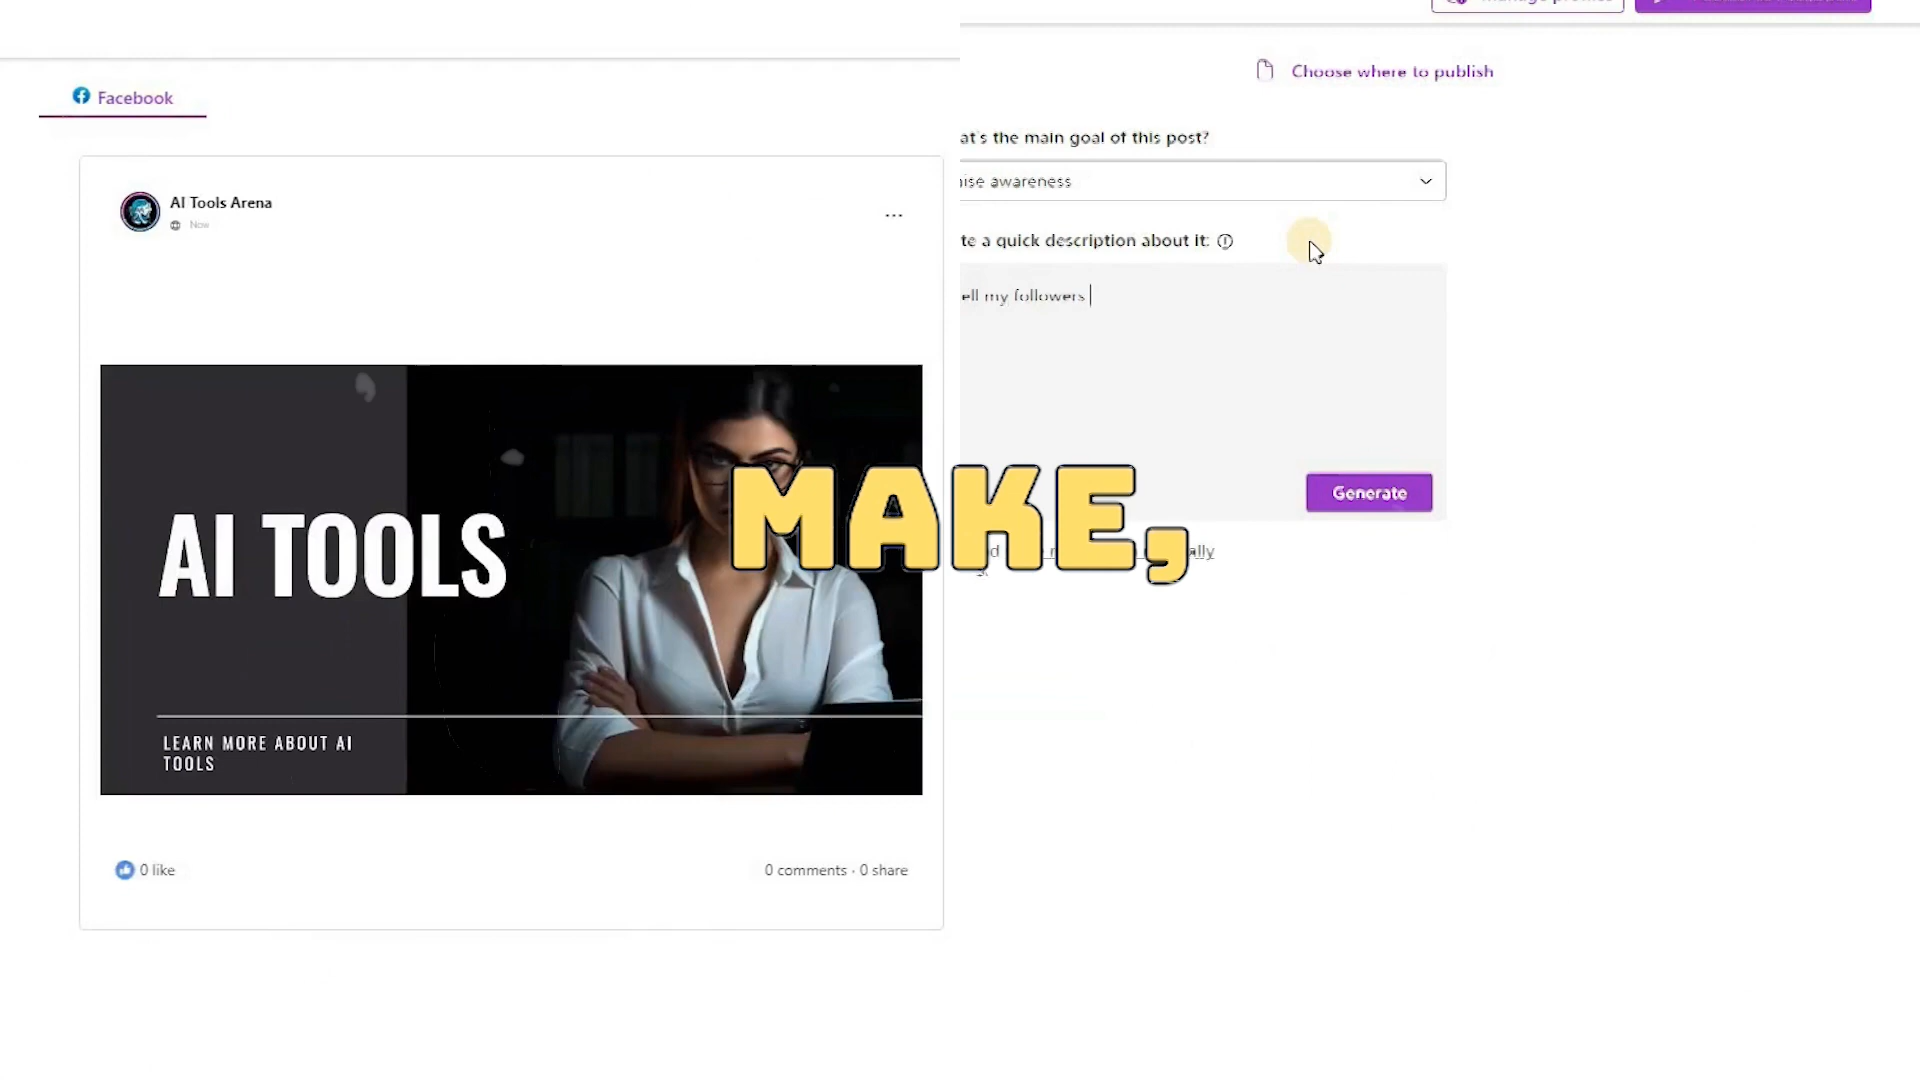 Facebook
AI Tools Arena
Now
...
AI TOOLS
LEARN MORE ABOUT AI
TOOLS
0 like
0 comments · 0 share
MAKE,
Choose where to publish
at's the main goal of this post?
ise awareness
te a quick description about it:
ell my followers
Generate